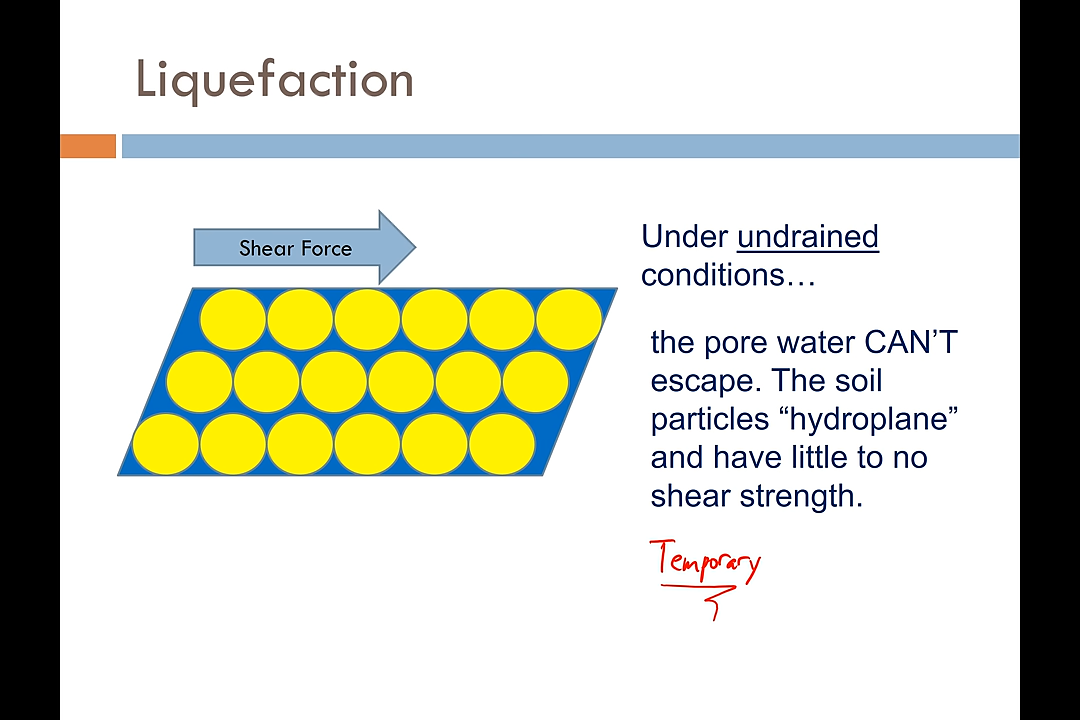 Liquefaction
Shear Force
Under undrained
conditions…
the pore water CAN’T
escape. The soil
particles “hydroplane”
and have little to no
shear strength.
Temporary